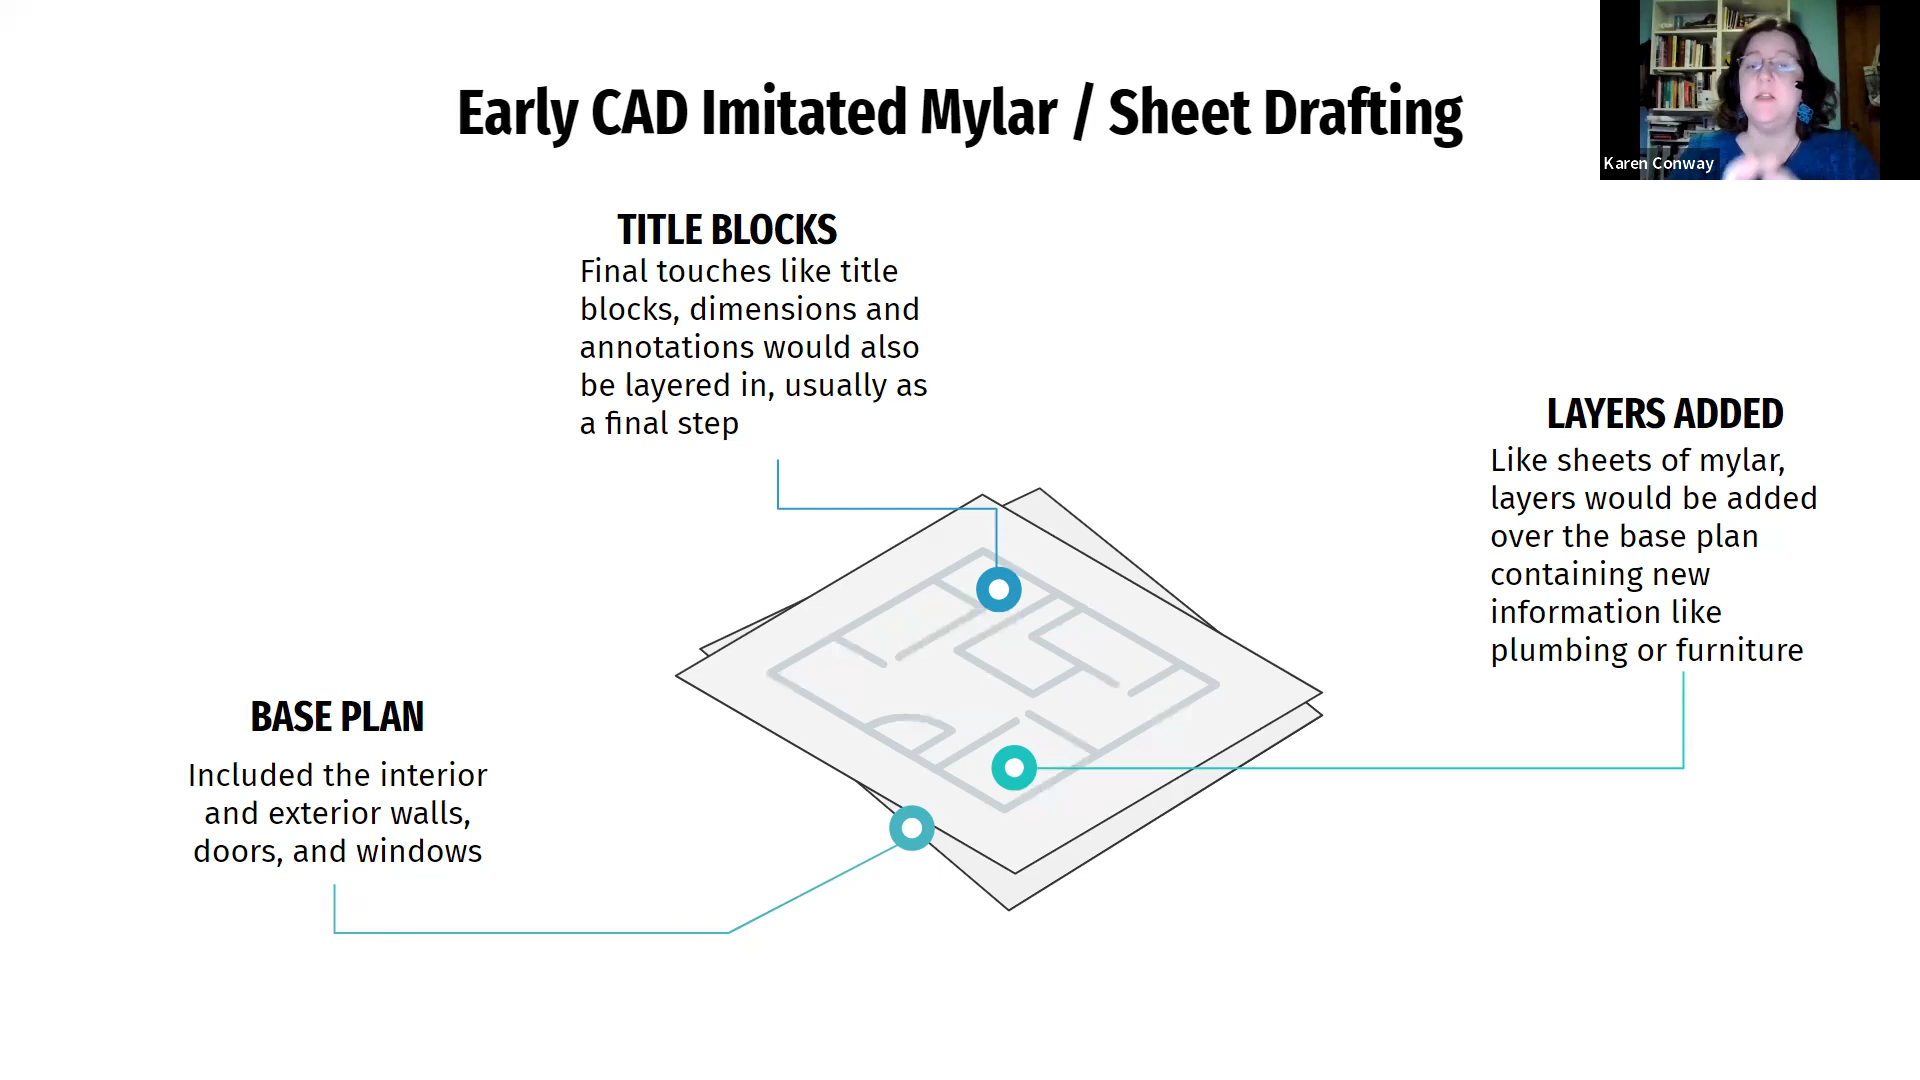 Early CAD Imitated Mylar / Sheet Drafting
Karen Conway
TITLE BLOCKS
Final touches like title
blocks, dimensions and
annotations would also
be layered in, usually as
a final step
LAYERS ADDED
Like sheets of mylar,
layers would be added
over the base plan
containing new
information like
plumbing or furniture
BASE PLAN
Included the interior
and exterior walls,
doors, and windows